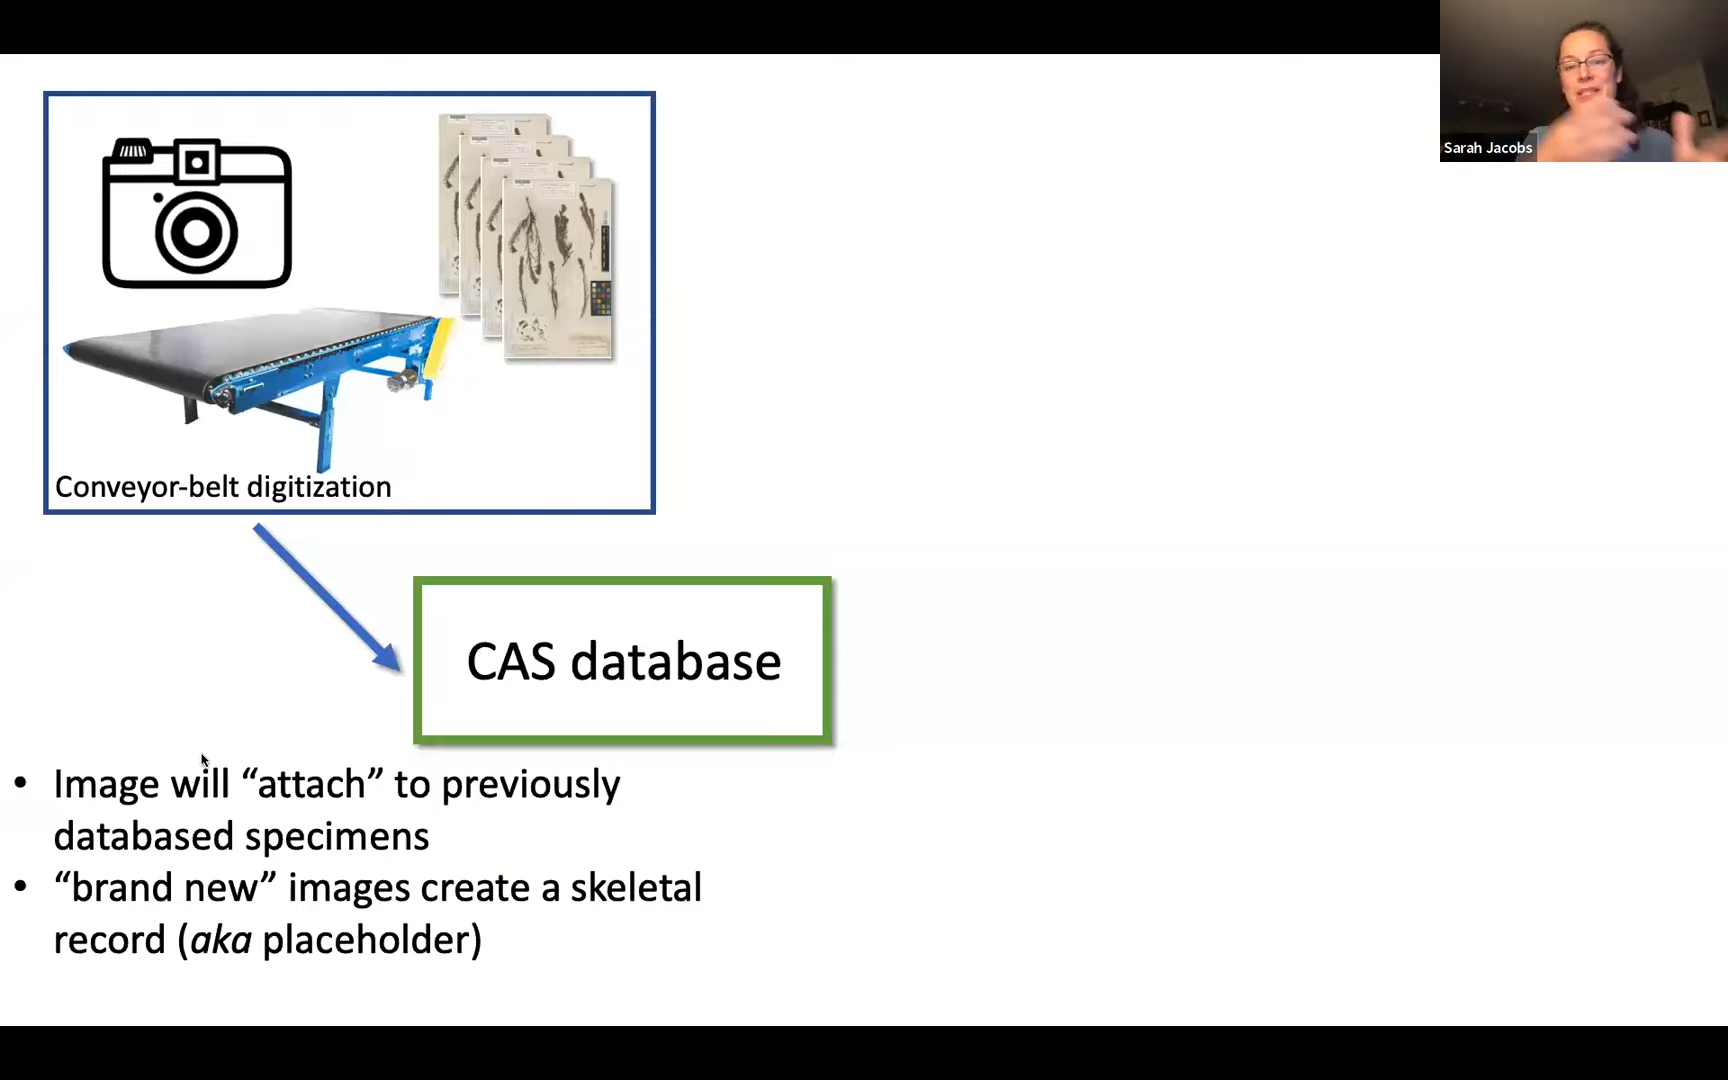 Sarah Jacobs
Conveyor-belt digitization
CAS database
• Image will “attach” to previously
databased specimens
• “brand new” images create a skeletal
record (aka placeholder)